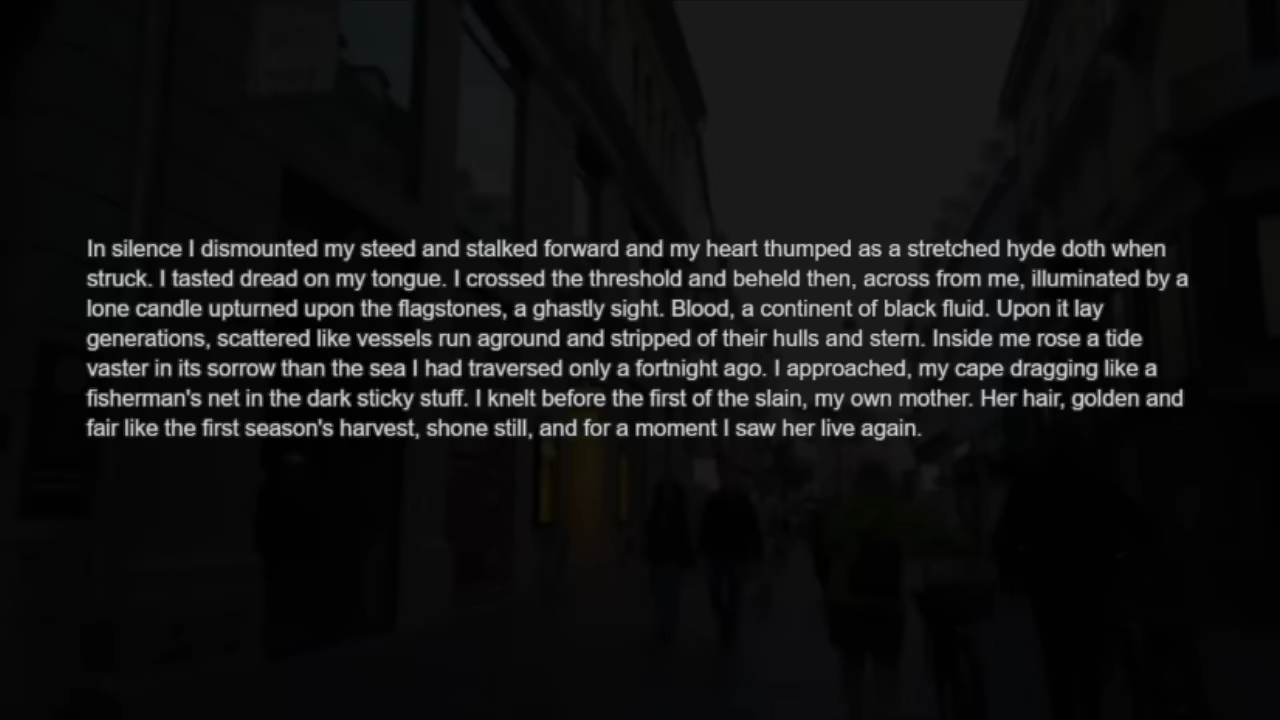 In silence I dismounted my steed and stalked forward and my heart thumped as a stretched hyde doth when
struck. I tasted dread on my tongue. I crossed the threshold and beheld then, across from me, illuminated by a
lone candle upturned upon the flagstones, a ghastly sight. Blood, a continent of black fluid. Upon it lay
generations, scattered like vessels run aground and stripped of their hulls and stern. Inside me rose a tide
vaster in its sorrow than the sea I had traversed only a fortnight ago. I approached, my cape dragging like a
fisherman's net in the dark sticky stuff. I knelt before the first of the slain, my own mother. Her hair, golden and
fair like the first season's harvest, shone still, and for a moment I saw her live again.